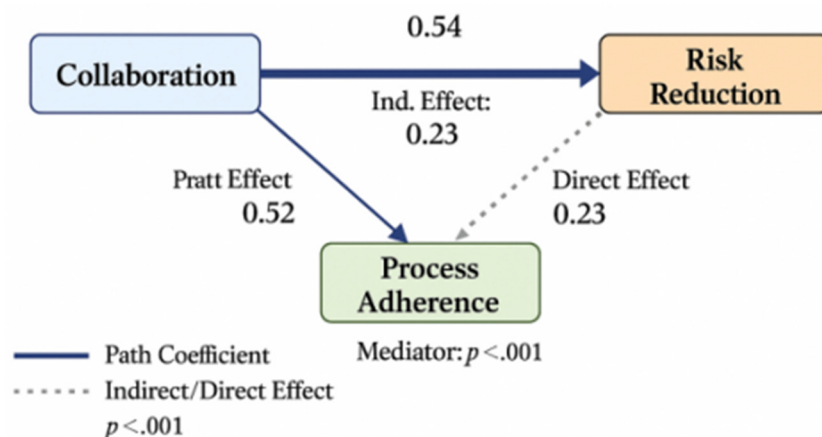 0.54
Collaboration
Risk
Reduction
Ind. Effect:
0.23
Pratt Effect
0.52
Direct Effect
0.23
Process
Adherence
Mediator: p <.001
Path Coefficient
Indirect/Direct Effect
p <.001